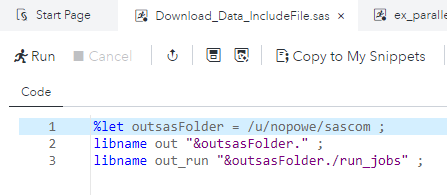 Start Page
Download_Data_IncludeFile.sas ×
ex_paralle
Run Cancel Copy to My Snippets
Code
1 %let outsasFolder = /u/nopowe/sascom ;
2 libname out "&outsasFolder." ;
3 libname out_run "&outsasFolder./run_jobs" ;